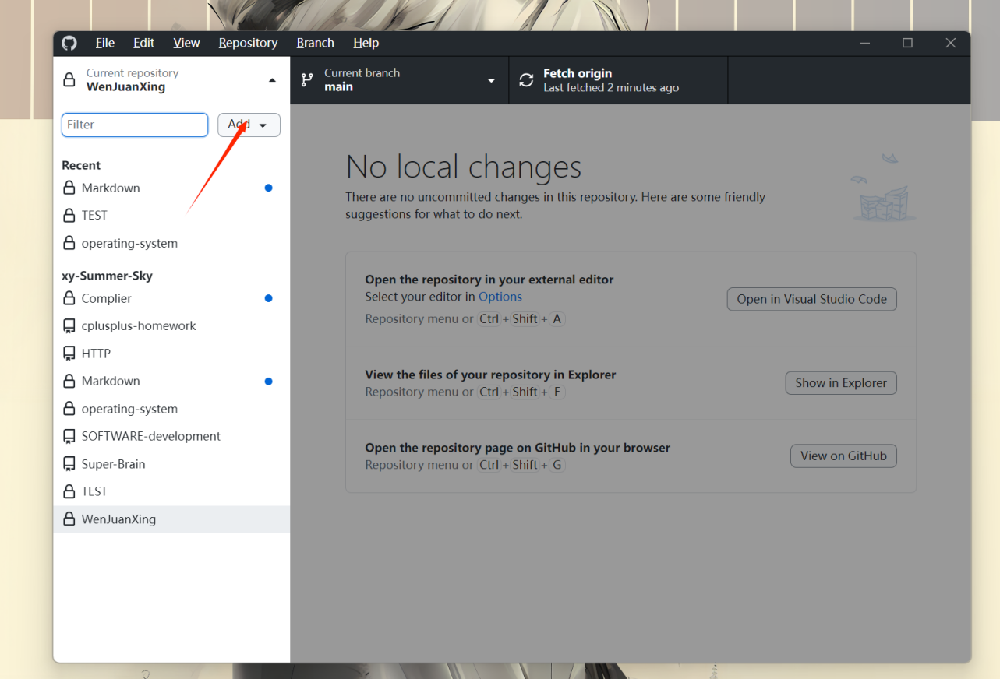 File Edit View Repository Branch Help
Current repository
WenJuanXing
Current branch
main
Fetch origin
Last fetched 2 minutes ago
Filter
Add
Recent
Markdown
TEST
operating-system
xy-Summer-Sky
Complier
cplusplus-homework
HTTP
Markdown
operating-system
SOFTWARE-development
Super-Brain
TEST
WenJuanXing
No local changes
There are no uncommitted changes in this repository. Here are some friendly
suggestions for what to do next.
Open the repository in your external editor
Select your editor in Options
Repository menu or Ctrl + Shift + A
Open in Visual Studio Code
View the files of your repository in Explorer
Repository menu or Ctrl + Shift + F
Show in Explorer
Open the repository page on GitHub in your browser
Repository menu or Ctrl + Shift + G
View on GitHub